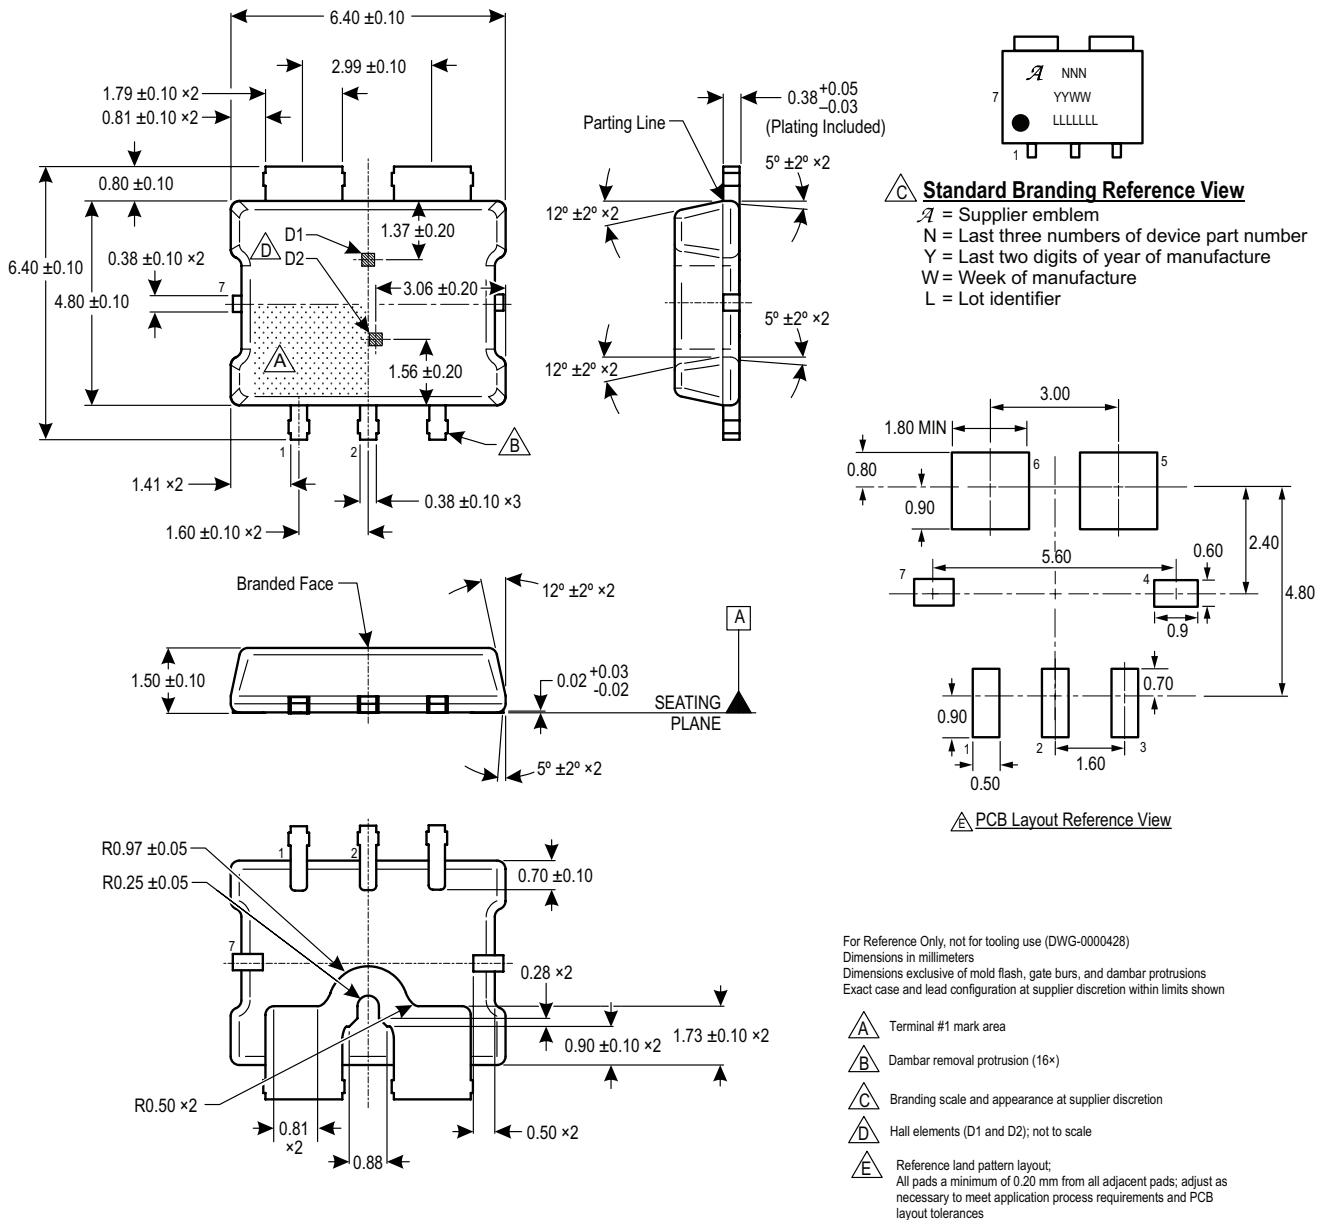 6.40 ±0.10
2.99 ±0.10
1.79 ±0.10 ×2
0.81 ±0.10 ×2
0.80 ±0.10
6.40 ±0.10
4.80 ±0.10
0.38 ±0.10 ×2
7
D
D1
D2
1.37 ±0.20
3.06 ±0.20
1.56 ±0.20
A
B
1
2
1.41 ×2
0.38 ±0.10 ×3
1.60 ±0.10 ×2
Parting Line
0.38 +0.05
–0.03
(Plating Included)
5º ±2º ×2
12º ±2º ×2
5º ±2º ×2
12º ±2º ×2
NNN
7
YYWW
LLLLLLL
1
C Standard Branding Reference View
= Supplier emblem
N = Last three numbers of device part number
Y = Last two digits of year of manufacture
W = Week of manufacture
L = Lot identifier
3.00
1.80 MIN
6
5
0.80
0.90
2.40
5.60
0.60
7
4
4.80
0.9
0.70
0.90
1
2
3
1.60
0.50
E PCB Layout Reference View
Branded Face
12º ±2º ×2
A
1.50 ±0.10
0.02 +0.03
-0.02
SEATING
PLANE
5º ±2º ×2
R0.97 ±0.05
R0.25 ±0.05
1
2
0.70 ±0.10
7
0.28 ×2
0.90 ±0.10 ×2
1.73 ±0.10 ×2
R0.50 ×2
0.81
×2
0.88
0.50 ×2
For Reference Only, not for tooling use (DWG-0000428)
Dimensions in millimeters
Dimensions exclusive of mold flash, gate burs, and dambar protrusions
Exact case and lead configuration at supplier discretion within limits shown
A Terminal #1 mark area
B Dambar removal protrusion (16×)
C Branding scale and appearance at supplier discretion
D Hall elements (D1 and D2); not to scale
E Reference land pattern layout;
All pads a minimum of 0.20 mm from all adjacent pads; adjust as
necessary to meet application process requirements and PCB
layout tolerances